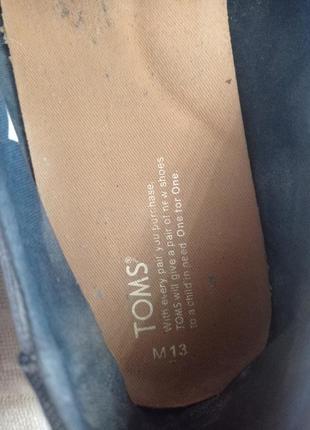 TOMS®
With every pair you purchase,
TOMS will give a pair of new shoes
to a child in need. One for One.
M 13